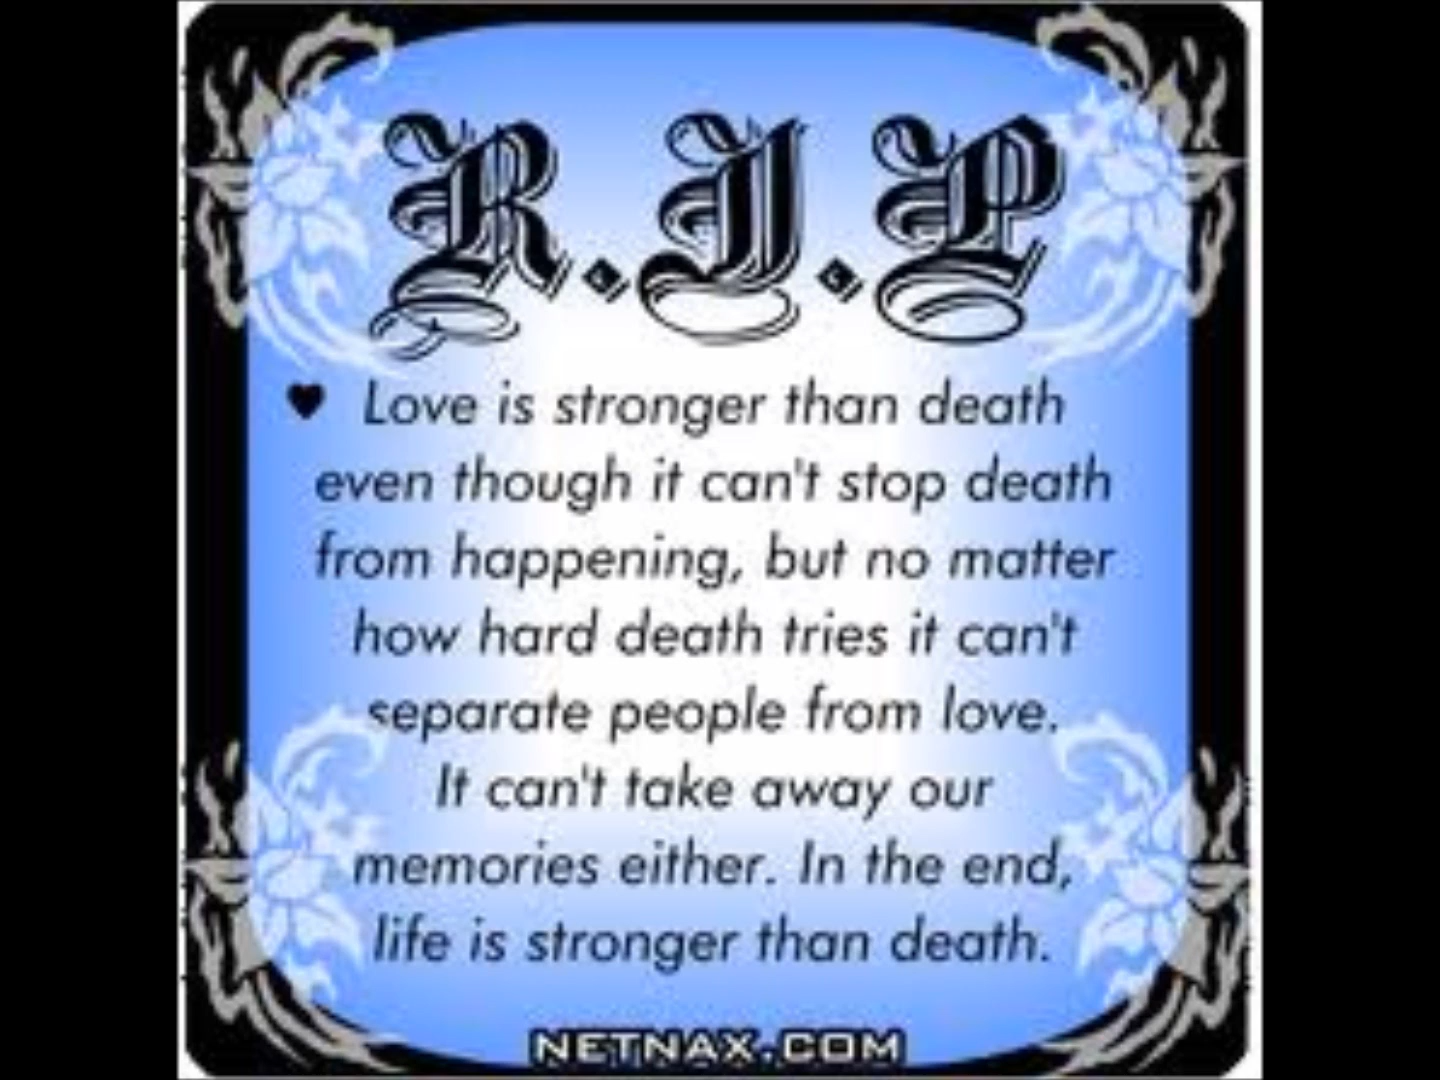 R.I.P
♥ Love is stronger than death
even though it can't stop death
from happening, but no matter
how hard death tries it can't
separate people from love.
It can't take away our
memories either. In the end,
life is stronger than death.
NETNAX.COM